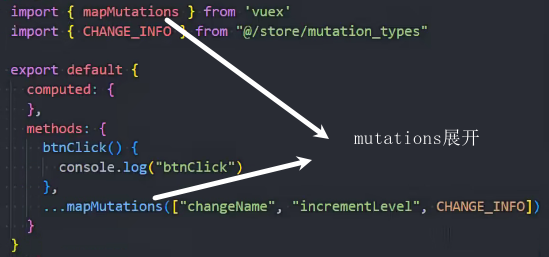 import { mapMutations } from 'vuex'
import { CHANGE_INFO } from "@/store/mutation_types"
export default {
computed: {
},
methods: {
btnClick() {
console.log("btnClick")
},
...mapMutations(["changeName", "incrementLevel", CHANGE_INFO])
}
}
mutations展开